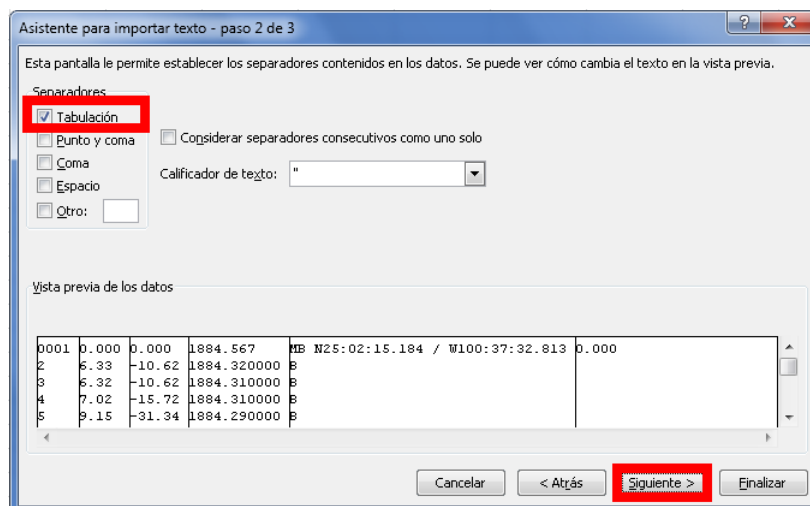 Asistente para importar texto - paso 2 de 3
Esta pantalla le permite establecer los separadores contenidos en los datos. Se puede ver cómo cambia el texto en la vista previa.
Separadores
Tabulación
Punto y coma
Considerar separadores consecutivos como uno solo
Coma
Calificador de texto: "
Espacio
Otro:
Vista previa de los datos
0001 0.000 0.000 1884.567 MB N25:02:15.184 / W100:37:32.813 0.000
2 6.33 -10.62 1884.320000 B
3 6.32 -10.62 1884.310000 B
4 7.02 -15.72 1884.310000 B
5 9.15 -31.34 1884.290000 B
Cancelar < Atrás Siguiente > Finalizar